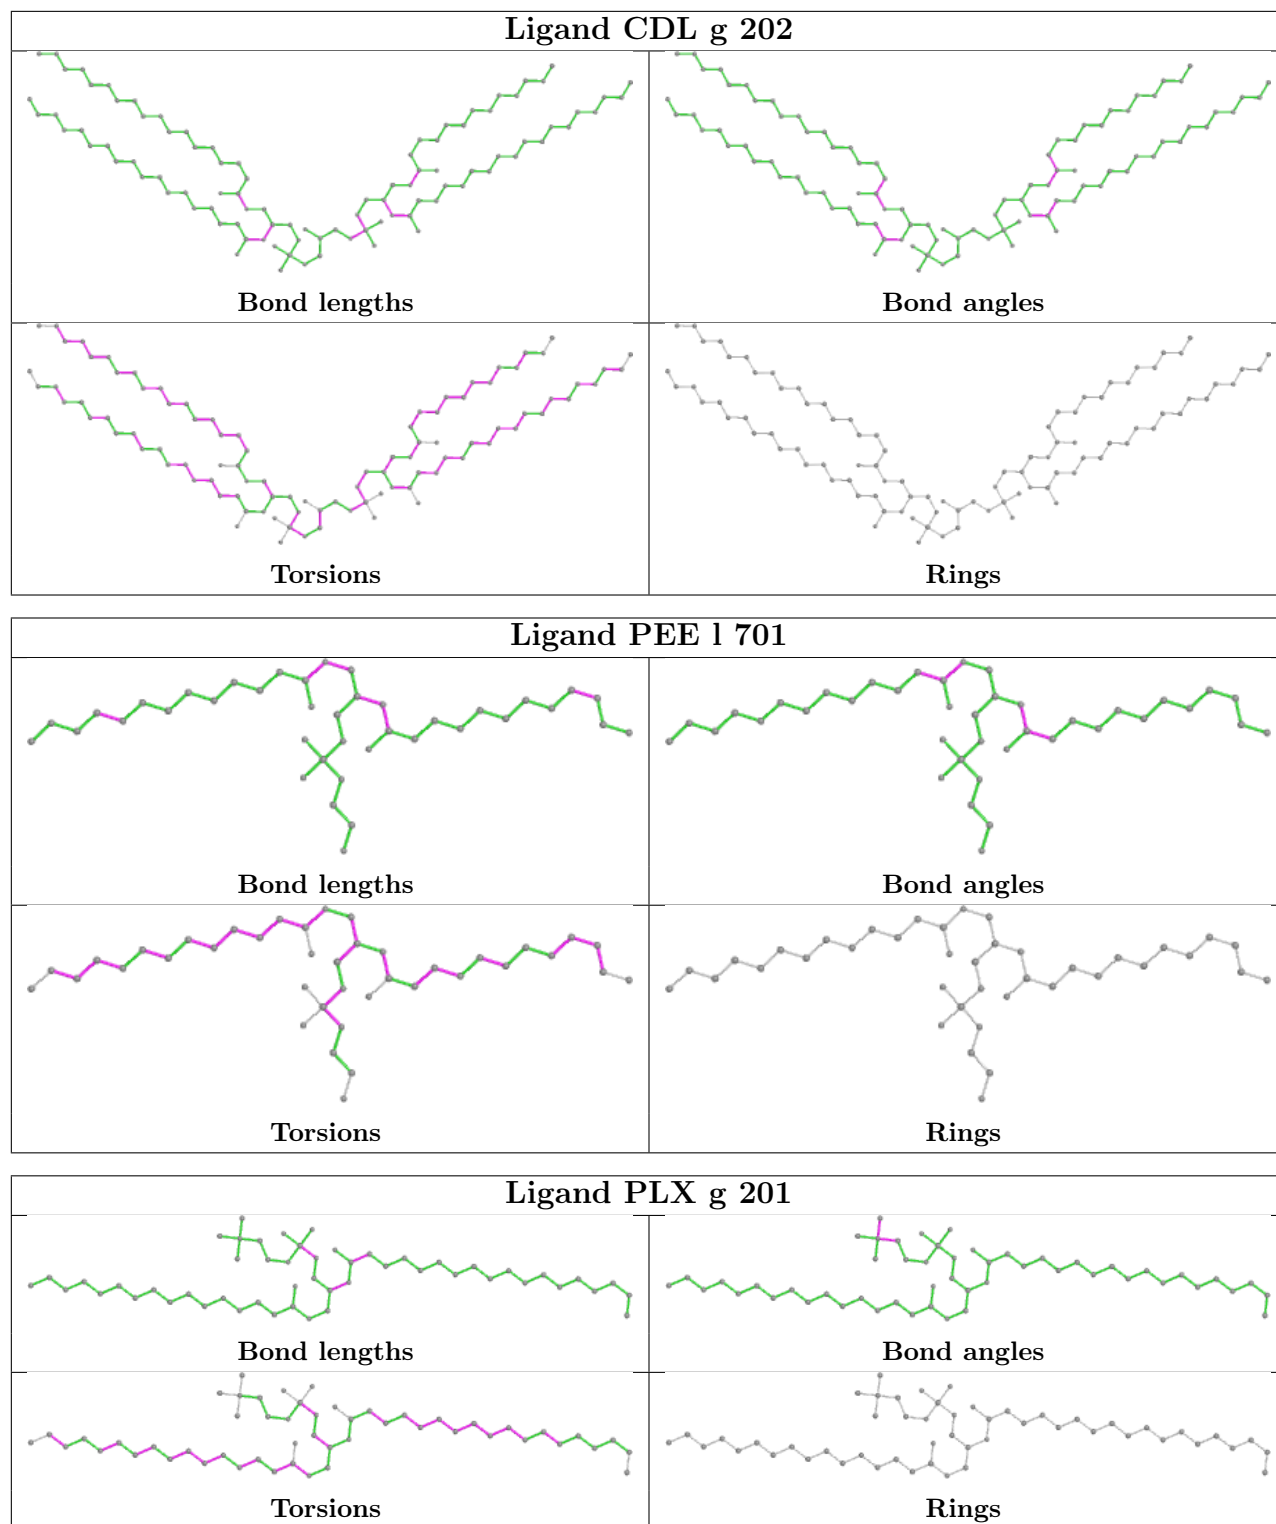 Ligand CDL g 202
Bond lengths
Bond angles
Torsions
Rings
Ligand PEE l 701
Bond lengths
Bond angles
Torsions
Rings
Ligand PLX g 201
Bond lengths
Bond angles
Torsions
Rings